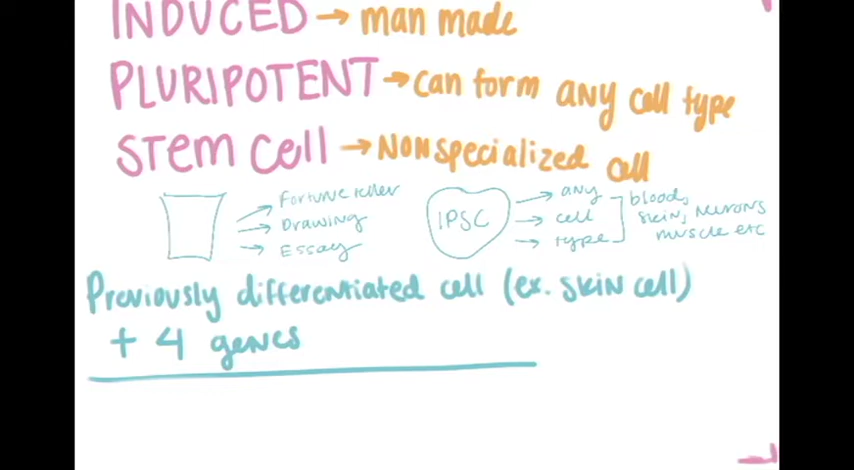 INDUCED → man made
PLURIPOTENT → can form any cell type
Stem Cell → Nonspecialized cell
Fortune teller
Drawing
Essay
IPSC
any
cell
type
blood,
skin, neurons
muscle etc
Previously differentiated cell (ex. skin cell)
+ 4 genes